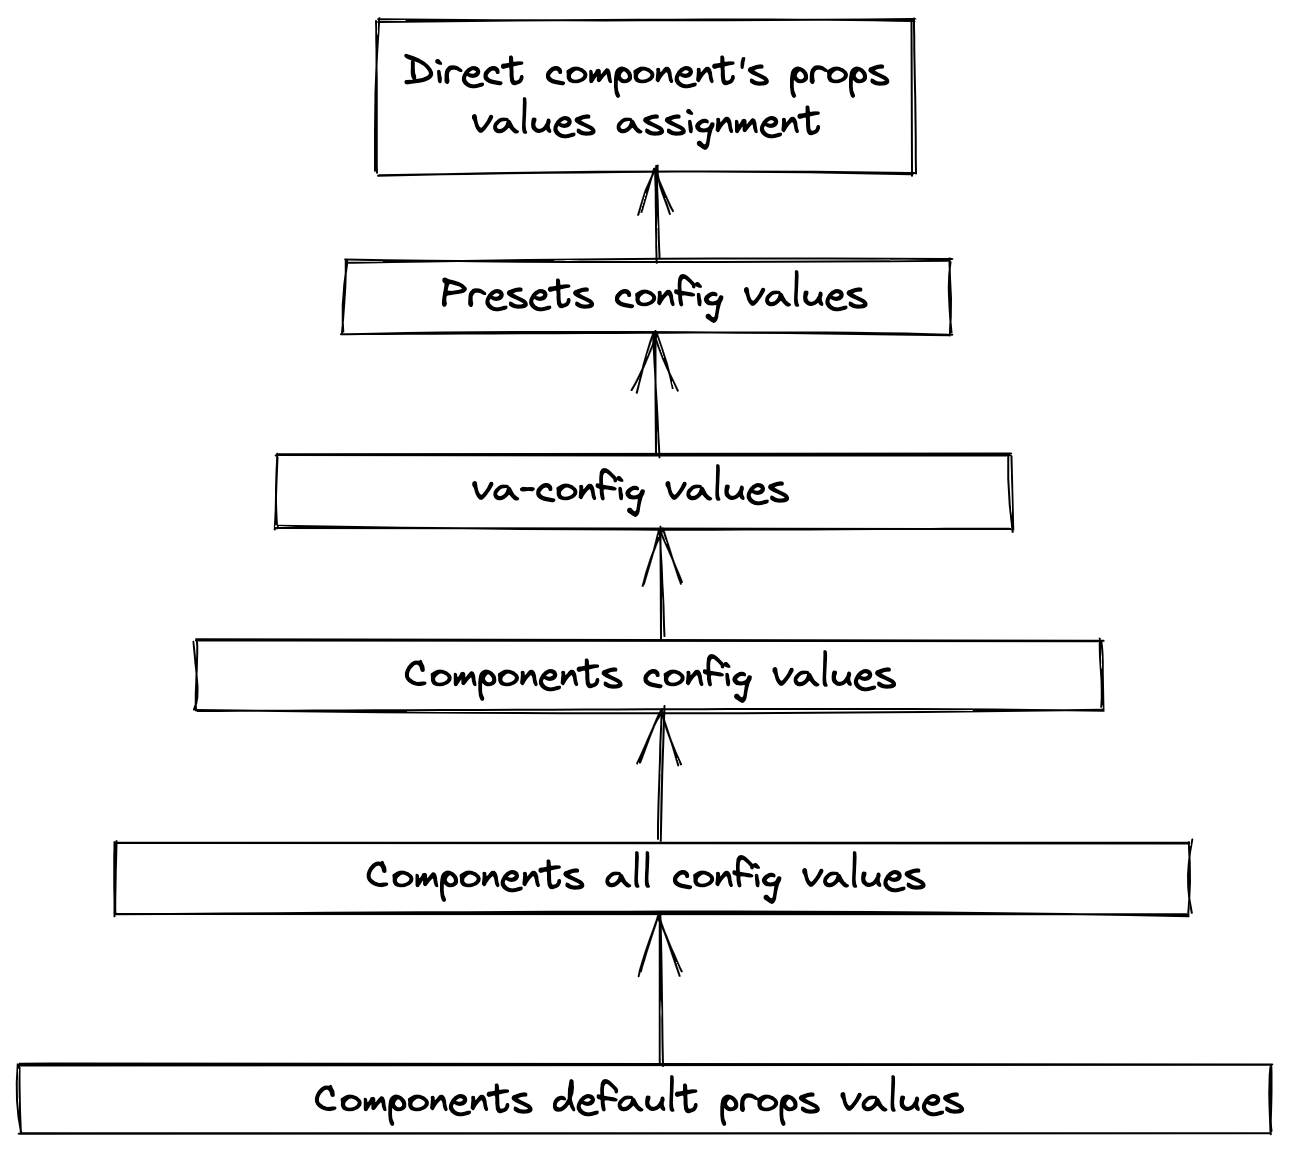 Direct component's props
values assignment
Presets config values
va-config values
Components config values
Components all config values
Components default props values